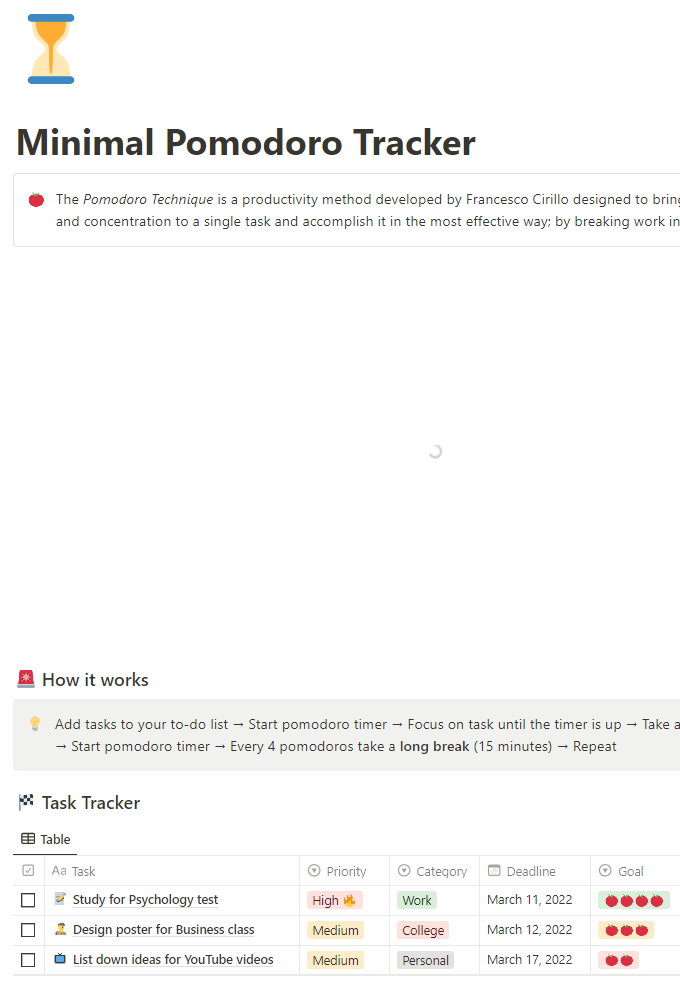 Minimal Pomodoro Tracker
The Pomodoro Technique is a productivity method developed by Francesco Cirillo designed to bring
and concentration to a single task and accomplish it in the most effective way; by breaking work in
How it works
Add tasks to your to-do list → Start pomodoro timer → Focus on task until the timer is up → Take a
→ Start pomodoro timer → Every 4 pomodoros take a long break (15 minutes) → Repeat
Task Tracker
Table
Aa Task Priority Category Deadline Goal
Study for Psychology test High Work March 11, 2022
Design poster for Business class Medium College March 12, 2022
List down ideas for YouTube videos Medium Personal March 17, 2022